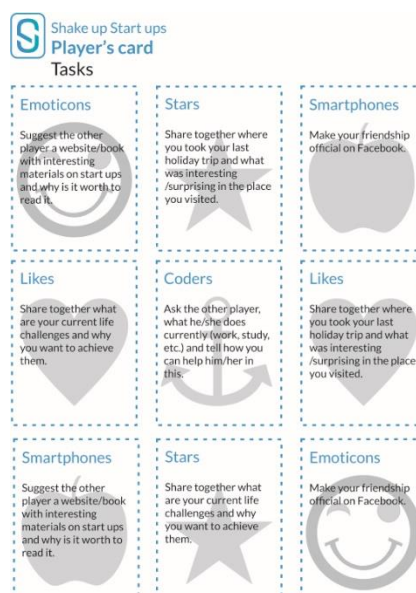 Shake up Start ups
Player's card
Tasks
Emoticons
Suggest the other
player a website/book
with interesting
materials on start ups
and why is it worth to
read it.
Stars
Share together where
you took your last
holiday trip and what
was interesting
/surprising in the place
you visited.
Smartphones
Make your friendship
official on Facebook.
Likes
Share together what
are your current life
challenges and why
you want to achieve
them.
Coders
Ask the other player,
what he/she does
currently (work, study,
etc.) and tell how you
can help him/her in
this.
Likes
Share together where
you took your last
holiday trip and what
was interesting
/surprising in the place
you visited.
Smartphones
Suggest the other
player a website/book
with interesting
materials on start ups
and why is it worth to
read it.
Stars
Share together what
are your current life
challenges and why
you want to achieve
them.
Emoticons
Make your friendship
official on Facebook.